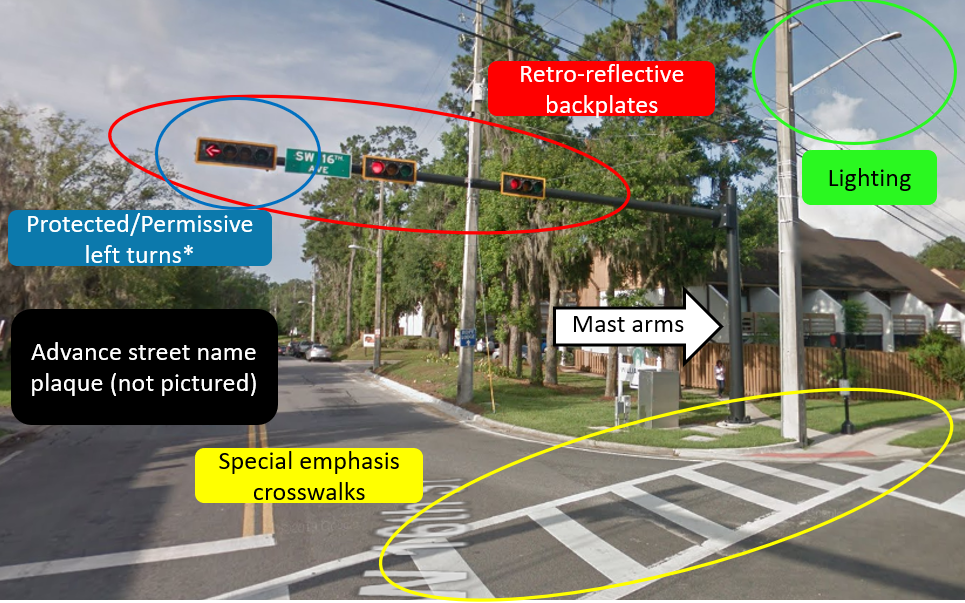 Retro-reflective
backplates
SW 16TH
AVE
Lighting
Protected/Permissive
left turns*
Mast arms
Advance street name
plaque (not pictured)
Special emphasis
crosswalks